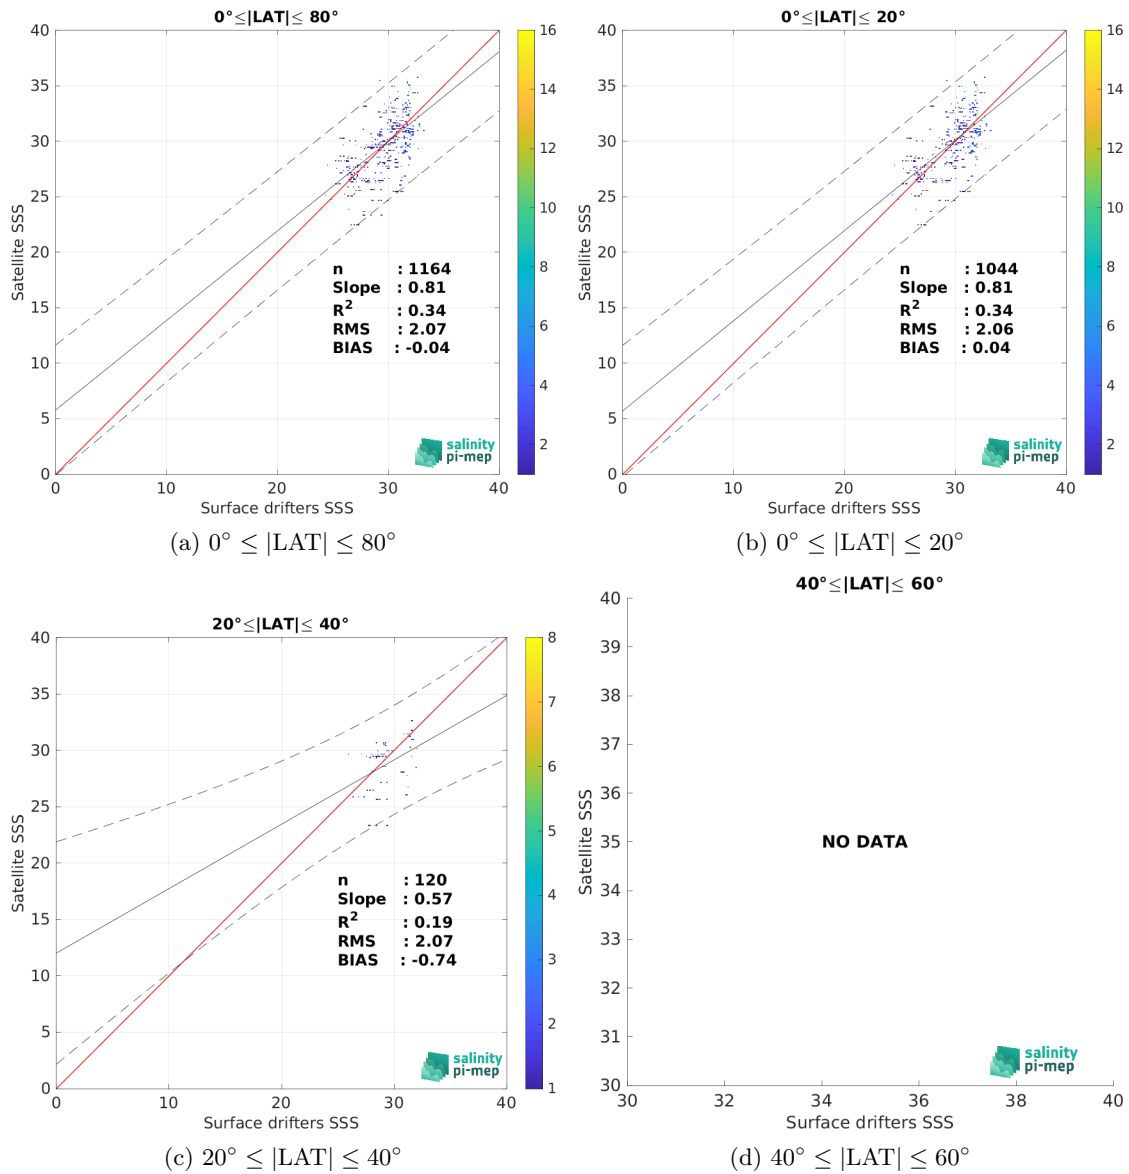 0°≤|LAT|≤ 80°
40
35
30
25
20
15
10
5
0
Satellite SSS
n : 1164
Slope : 0.81
R² : 0.34
RMS : 2.07
BIAS : -0.04
salinity
pi-mep
0 10 20 30 40
Surface drifters SSS
16
14
12
10
8
6
4
2
(a) 0° ≤ |LAT| ≤ 80°
0°≤|LAT|≤ 20°
40
35
30
25
20
15
10
5
0
Satellite SSS
n : 1044
Slope : 0.81
R² : 0.34
RMS : 2.06
BIAS : 0.04
salinity
pi-mep
0 10 20 30 40
Surface drifters SSS
16
14
12
10
8
6
4
2
(b) 0° ≤ |LAT| ≤ 20°
20°≤|LAT|≤ 40°
40
35
30
25
20
15
10
5
0
Satellite SSS
n : 120
Slope : 0.57
R² : 0.19
RMS : 2.07
BIAS : -0.74
salinity
pi-mep
0 10 20 30 40
Surface drifters SSS
8
7
6
5
4
3
2
1
(c) 20° ≤ |LAT| ≤ 40°
40°≤|LAT|≤ 60°
40
39
38
37
36
35
34
33
32
31
30
Satellite SSS
NO DATA
salinity
pi-mep
30 32 34 36 38 40
Surface drifters SSS
(d) 40° ≤ |LAT| ≤ 60°